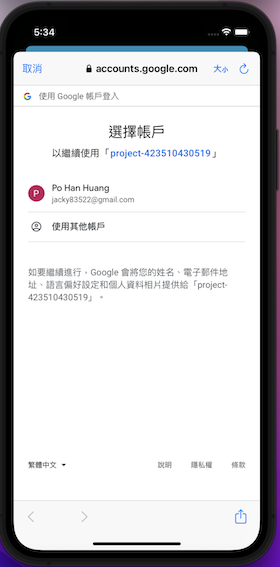 5:34
取消
accounts.google.com
大小
使用 Google 帳戶登入
選擇帳戶
以繼續使用「project-423510430519」
P
Po Han Huang
jacky83522@gmail.com
使用其他帳戶
如要繼續進行，Google 會將您的姓名、電子郵件地
址、語言偏好設定和個人資料相片提供給「project-
423510430519」。
繁體中文
說明
隱私權
條款